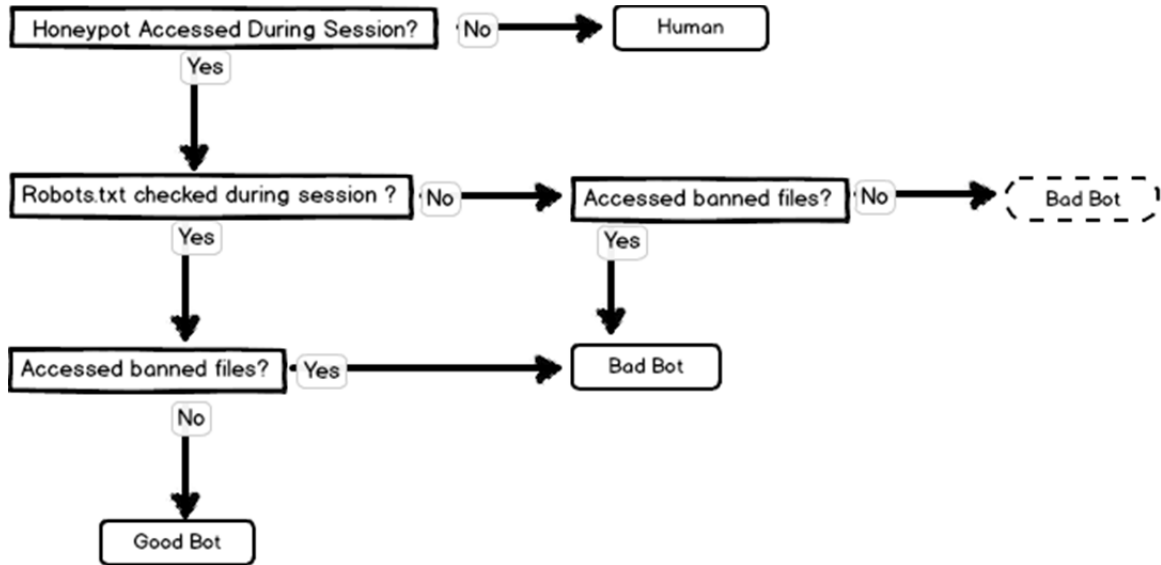 Honeypot Accessed During Session?
No
Human
Yes
Robots.txt checked during session ?
No
Accessed banned files?
No
Bad Bot
Yes
Yes
Accessed banned files?
Yes
Bad Bot
No
Good Bot